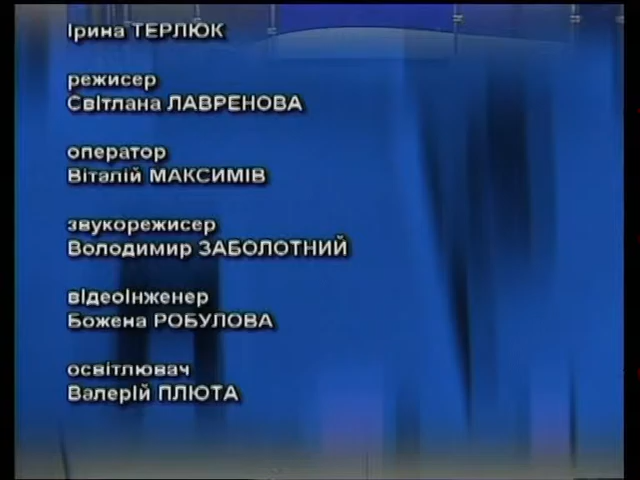 Ірина ТЕРЛЮК
режисер
Світлана ЛАВРЕНОВА
оператор
Віталій МАКСИМІВ
звукорежисер
Володимир ЗАБОЛОТНИЙ
відеоінженер
Божена РОБУЛОВА
освітлювач
Валерій ПЛЮТА